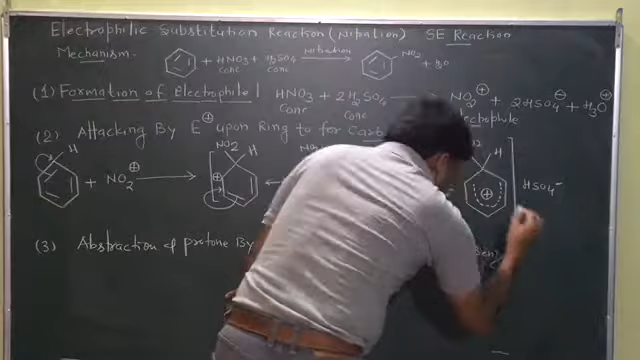 Electrophilic Substitution Reaction (Nitration) SE Reaction
Mechanism.
+ HNO3 + H2SO4 Nitration NO2 + H3O
Conc Conc
(1) Formation of Electrophile | HNO3 + 2H2SO4 NO2⊕ + 2HSO4⊖ + H3O⊕
Conc Conc
(2) Attacking By E⊕ upon Ring to for
H + NO2⊕ NO2 H H HSO4⁻
(3) Abstraction of protone By